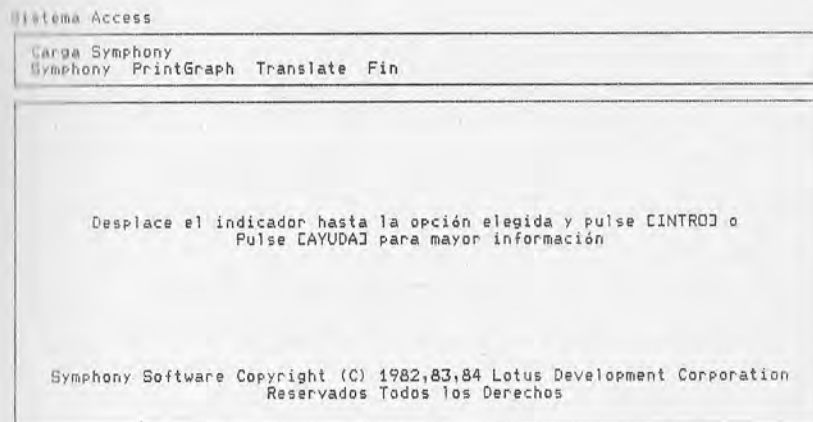 Sistema Access
Carga Symphony
Symphony PrintGraph Translate Fin
Desplace el indicador hasta la opción elegida y pulse [INTRO] o
Pulse [AYUDA] para mayor información
Symphony Software Copyright (C) 1982,83,84 Lotus Development Corporation
Reservados Todos los Derechos